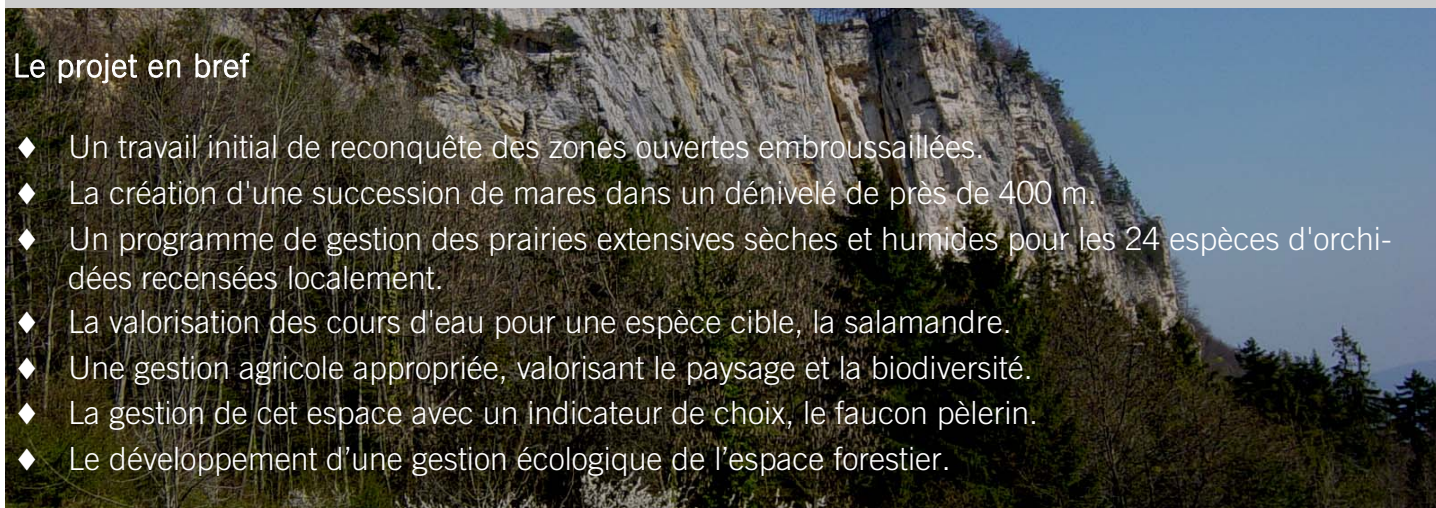 Le projet en bref
♦ Un travail initial de reconquête des zones ouvertes embroussaillées.
♦ La création d'une succession de mares dans un dénivelé de près de 400 m.
♦ Un programme de gestion des prairies extensives sèches et humides pour les 24 espèces d'orchi-
dées recensées localement.
♦ La valorisation des cours d'eau pour une espèce cible, la salamandre.
♦ Une gestion agricole appropriée, valorisant le paysage et la biodiversité.
♦ La gestion de cet espace avec un indicateur de choix, le faucon pèlerin.
♦ Le développement d’une gestion écologique de l’espace forestier.